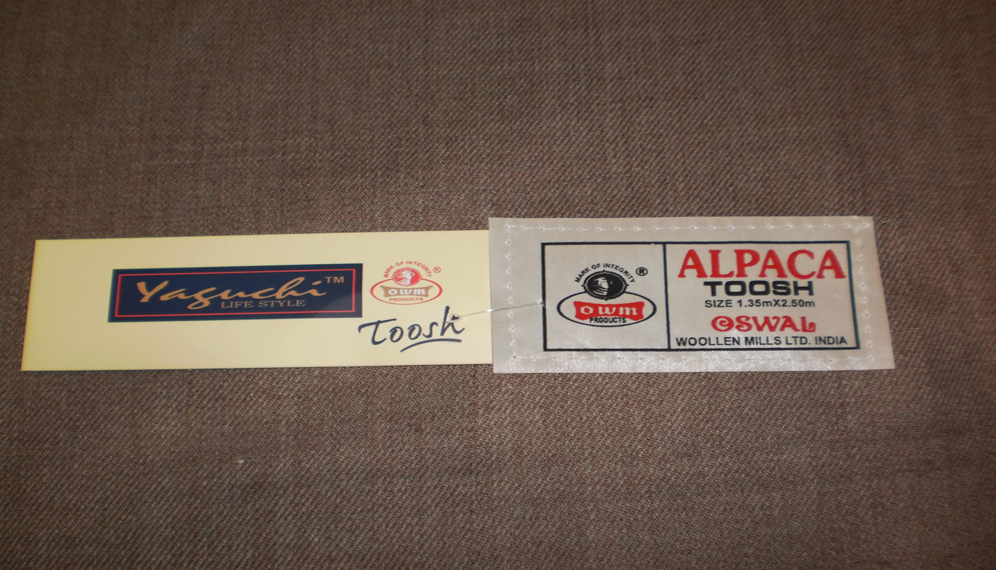 Yaguchi™
LIFE STYLE
MARK OF INTEGRITY
®
OWM
PRODUCTS
Toosh
MARK OF INTEGRITY
®
OWM
PRODUCTS
ALPACA
TOOSH
SIZE 1.35mX2.50m
OSWAL
WOOLLEN MILLS LTD. INDIA